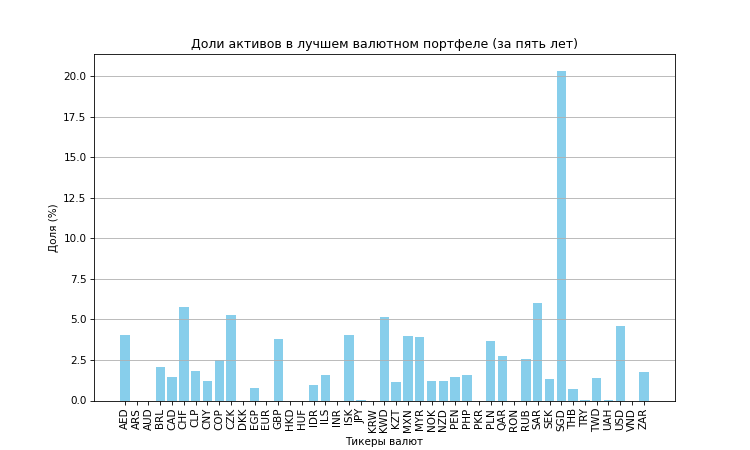 Доли активов в лучшем валютном портфеле (за пять лет)
Доля (%)
20.0
17.5
15.0
12.5
10.0
7.5
5.0
2.5
0.0
AED ARS AUD BRL CAD CHF CLP CNY COP CZK DKK EGP EUR GBP HKD HUF IDR ILS INR ISK JPY KRW KWD KZT MXN MYR NOK NZD PEN PHP PKR PLN QAR RON RUB SAR SEK SGD THB TRY TWD UAH USD VND ZAR
Тикеры валют